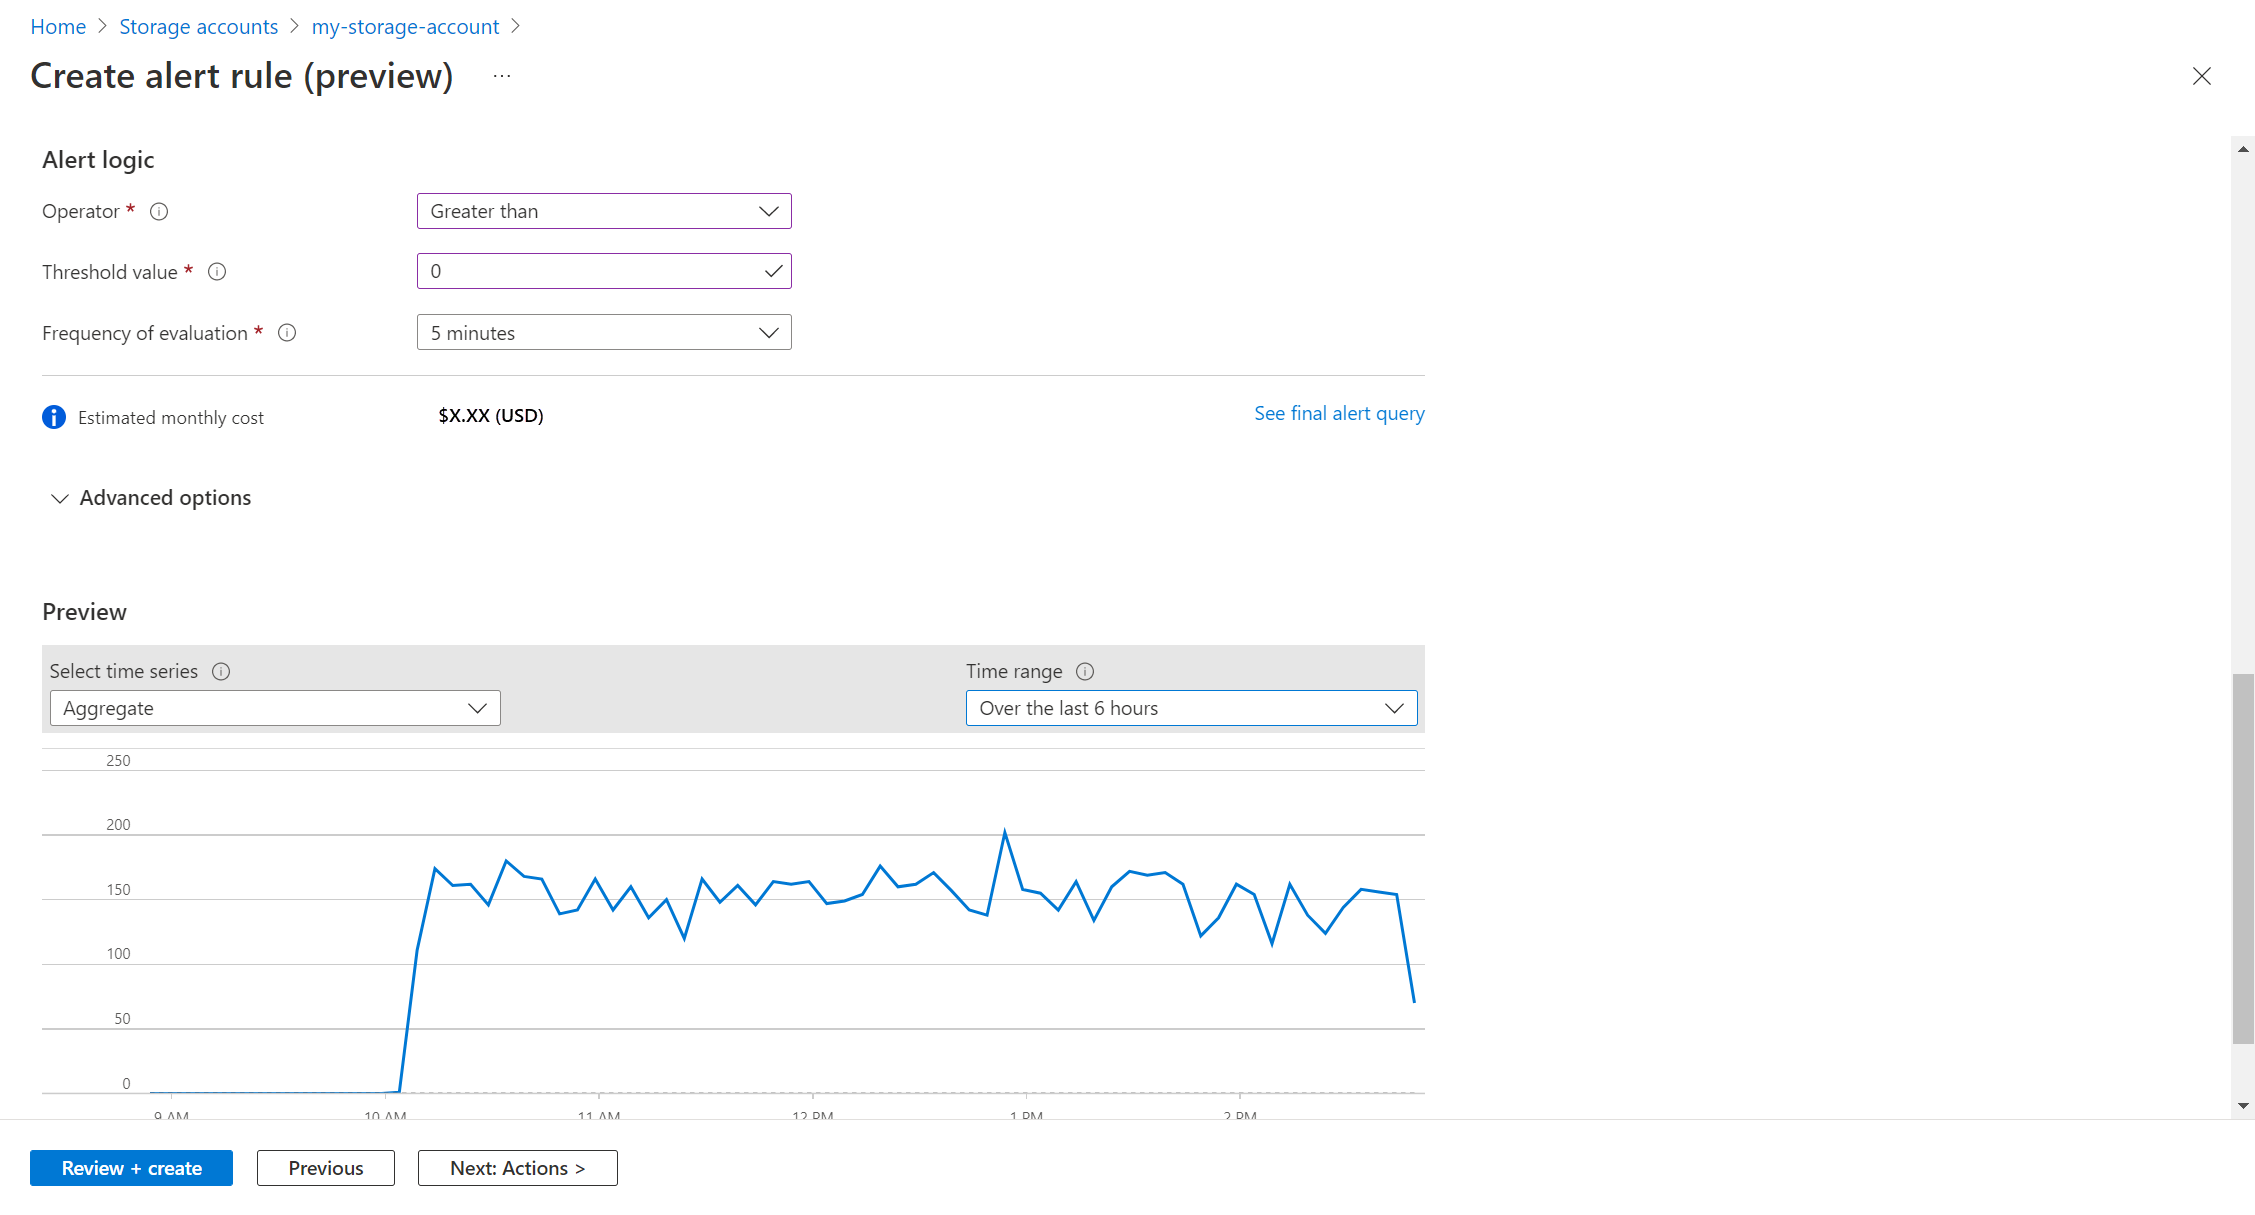 Home > Storage accounts > my-storage-account >
Create alert rule (preview) ...
Alert logic
Operator * Greater than
Threshold value * 0
Frequency of evaluation * 5 minutes
Estimated monthly cost $X.XX (USD) See final alert query
Advanced options
Preview
Select time series Time range
Aggregate Over the last 6 hours
250
200
150
100
50
0
9 AM 10 AM 11 AM 12 PM 1 PM 2 PM
Review + create Previous Next: Actions >